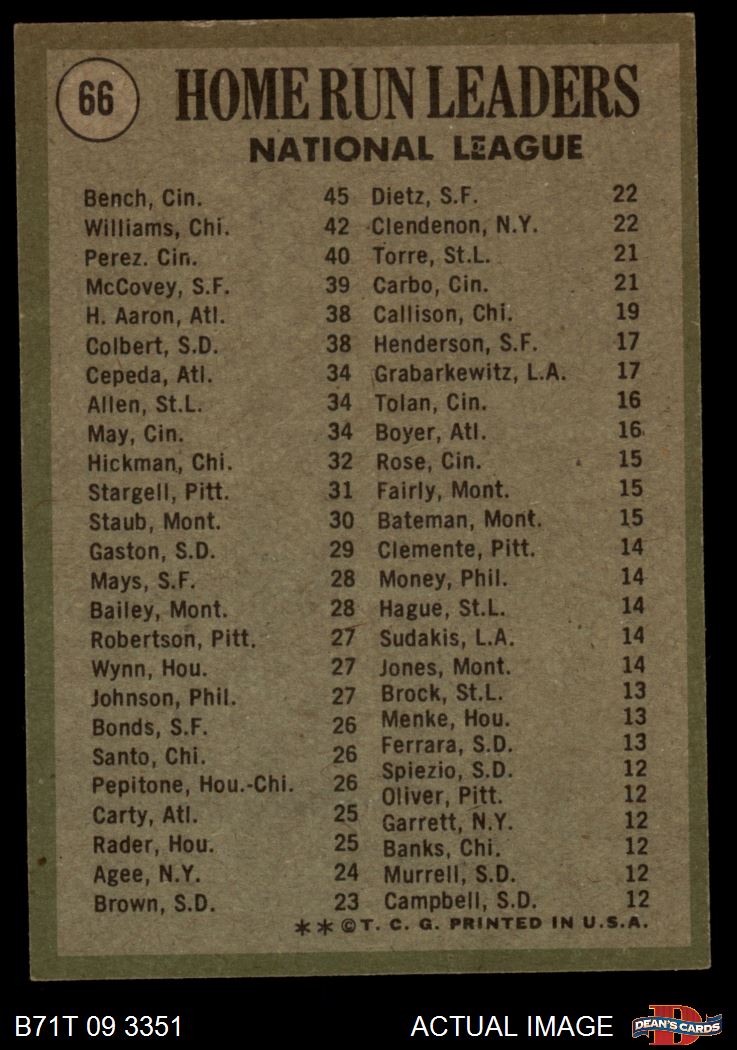 66
HOME RUN LEADERS
NATIONAL LEAGUE
Bench, Cin. 45
Williams, Chi. 42
Perez. Cin. 40
McCovey, S.F. 39
H. Aaron, Atl. 38
Colbert, S.D. 38
Cepeda, Atl. 34
Allen, St.L. 34
May, Cin. 34
Hickman, Chi. 32
Stargell, Pitt. 31
Staub, Mont. 30
Gaston, S.D. 29
Mays, S.F. 28
Bailey, Mont. 28
Robertson, Pitt. 27
Wynn, Hou. 27
Johnson, Phil. 27
Bonds, S.F. 26
Santo, Chi. 26
Pepitone, Hou.-Chi. 26
Carty, Atl. 25
Rader, Hou. 25
Agee, N.Y. 24
Brown, S.D. 23
Dietz, S.F. 22
Clendenon, N.Y. 22
Torre, St.L. 21
Carbo, Cin. 21
Callison, Chi. 19
Henderson, S.F. 17
Grabarkewitz, L.A. 17
Tolan, Cin. 16
Boyer, Atl. 16
Rose, Cin. 15
Fairly, Mont. 15
Bateman, Mont. 15
Clemente, Pitt. 14
Money, Phil. 14
Hague, St.L. 14
Sudakis, L.A. 14
Jones, Mont. 14
Brock, St.L. 13
Menke, Hou. 13
Ferrara, S.D. 13
Spiezio, S.D. 12
Oliver, Pitt. 12
Garrett, N.Y. 12
Banks, Chi. 12
Murrell, S.D. 12
Campbell, S.D. 12
**©T. C. G. PRINTED IN U.S.A.
B71T 09 3351 ACTUAL IMAGE
D
DEAN'S CARDS